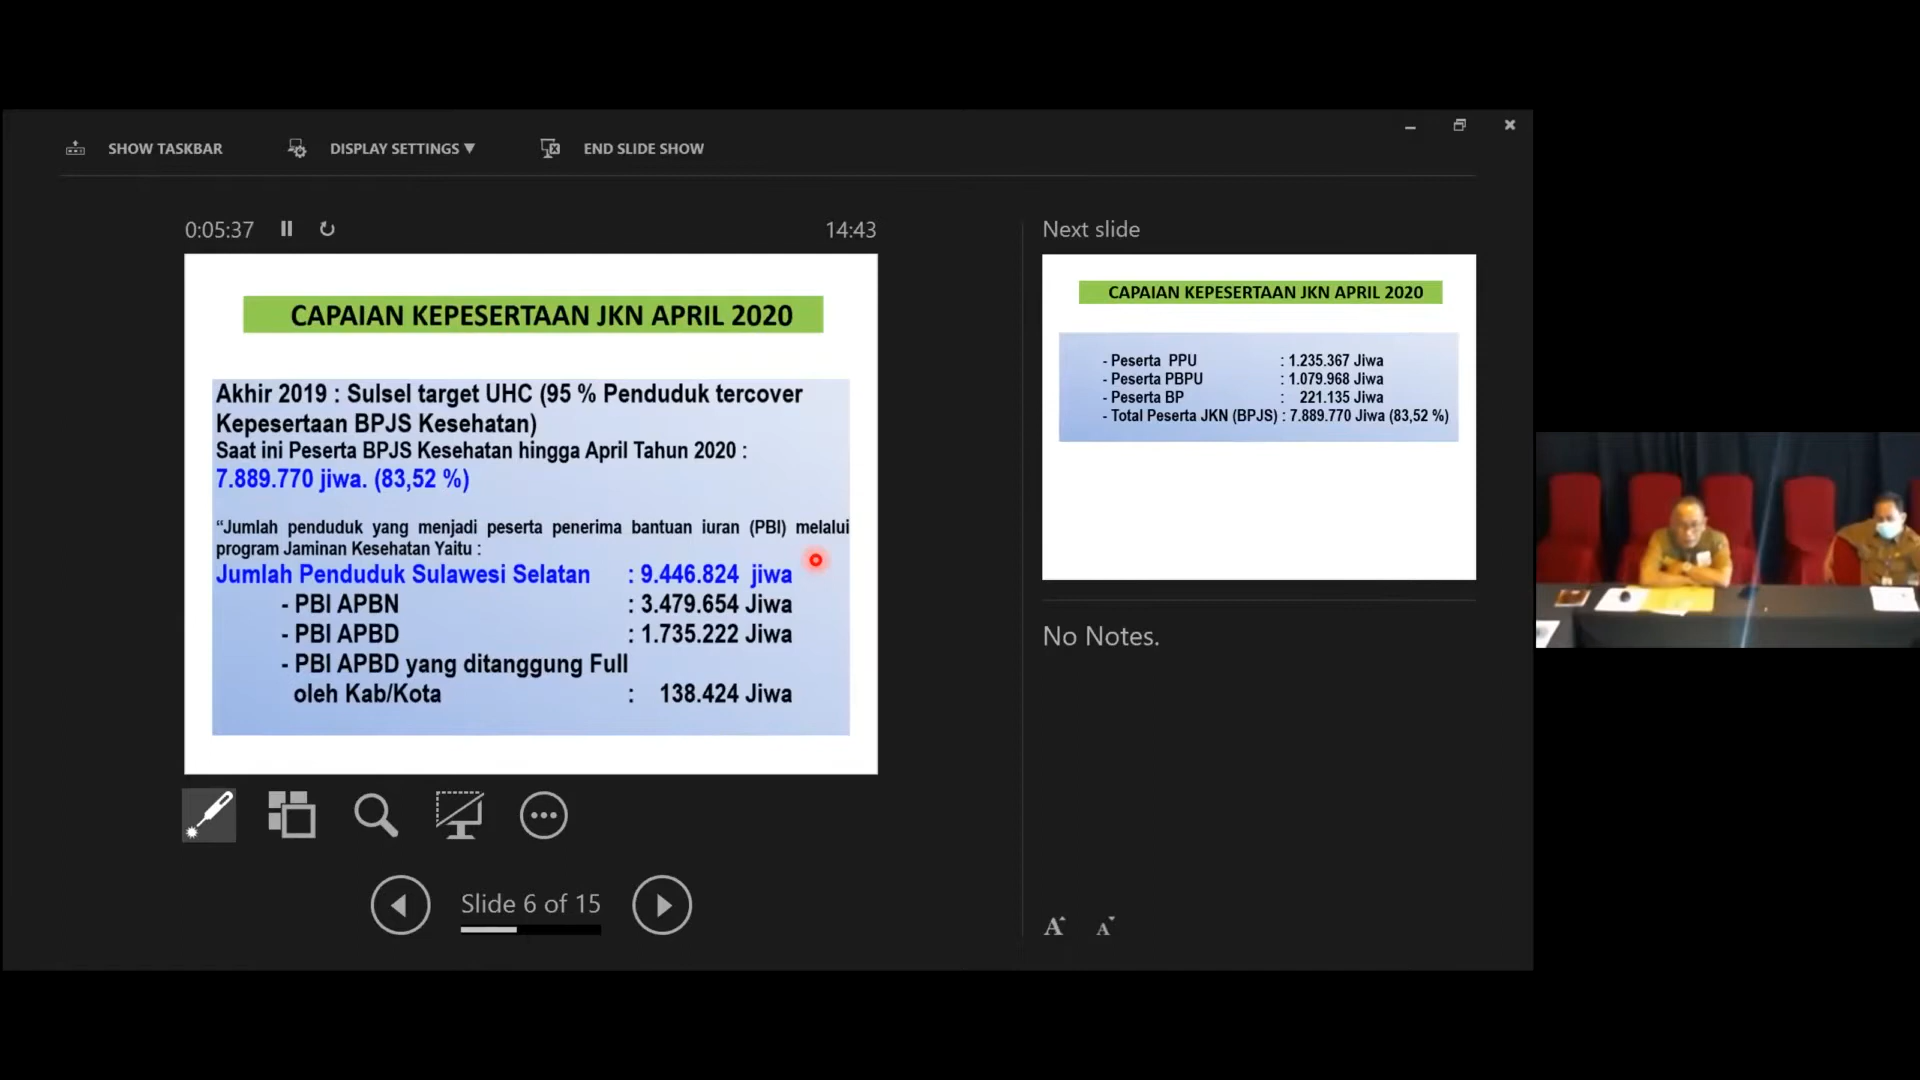 SHOW TASKBAR
DISPLAY SETTINGS ▼
END SLIDE SHOW
0:05:37
14:43
CAPAIAN KEPESERTAAN JKN APRIL 2020
Akhir 2019 : Sulsel target UHC (95 % Penduduk tercover
Kepesertaan BPJS Kesehatan)
Saat ini Peserta BPJS Kesehatan hingga April Tahun 2020 :
7.889.770 jiwa. (83,52 %)
“Jumlah penduduk yang menjadi peserta penerima bantuan iuran (PBI) melalui
program Jaminan Kesehatan Yaitu :
Jumlah Penduduk Sulawesi Selatan : 9.446.824 jiwa
- PBI APBN : 3.479.654 Jiwa
- PBI APBD : 1.735.222 Jiwa
- PBI APBD yang ditanggung Full
oleh Kab/Kota : 138.424 Jiwa
Slide 6 of 15
Next slide
CAPAIAN KEPESERTAAN JKN APRIL 2020
- Peserta PPU : 1.235.367 Jiwa
- Peserta PBPU : 1.079.968 Jiwa
- Peserta BP : 221.135 Jiwa
- Total Peserta JKN (BPJS) : 7.889.770 Jiwa (83,52 %)
No Notes.
A A